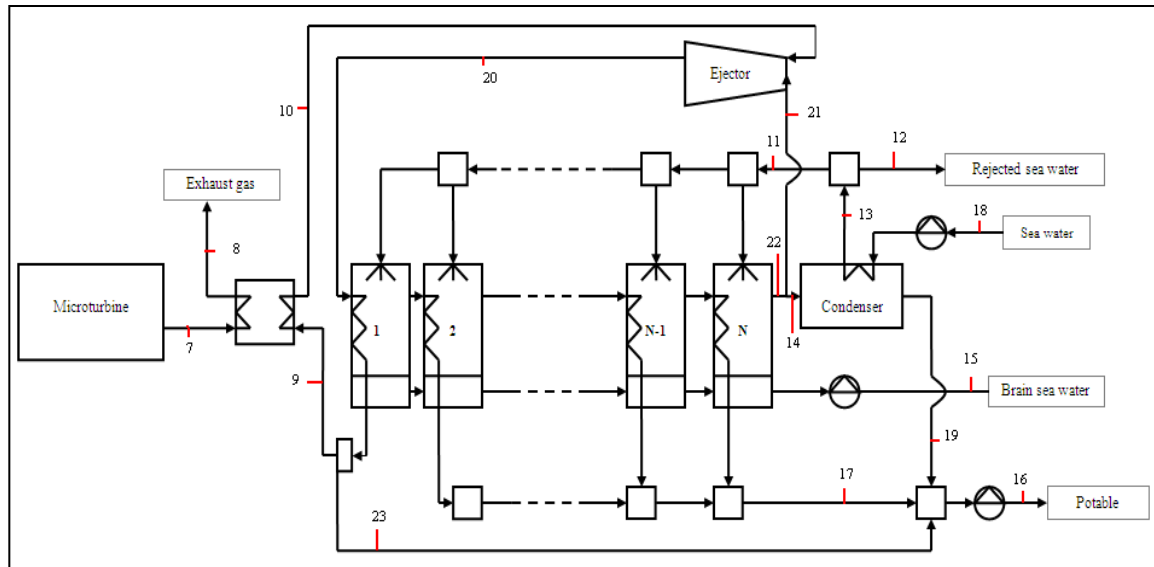 Ejector
20
10
21
11
12
Exhaust gas
Rejected sea water
13
18
8
22
Sea water
Microturbine
Condenser
1
2
N-1
N
7
14
9
15
Brain sea water
19
17
16
Potable
23